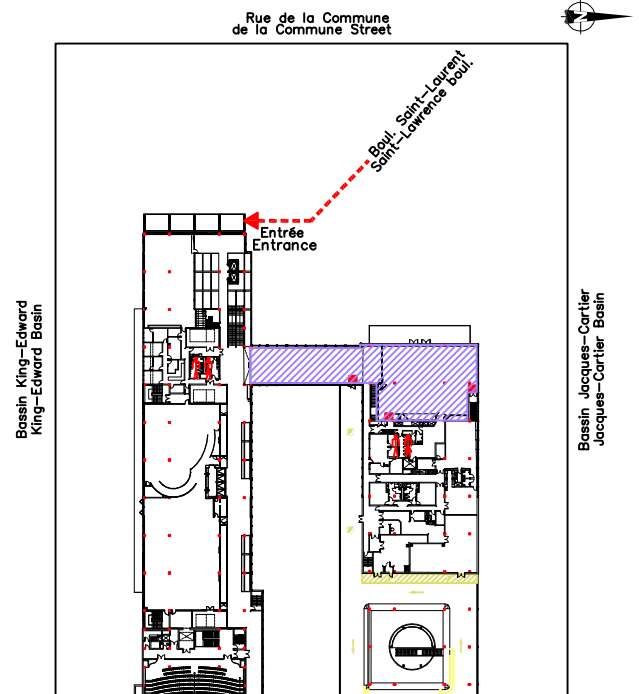 Rue de la Commune
de la Commune Street
N
Boul. Saint-Laurent
Saint-Lawrence boul.
Entrée
Entrance
Bassin King-Edward
King-Edward Basin
Bassin Jacques-Cartier
Jacques-Cartier Basin